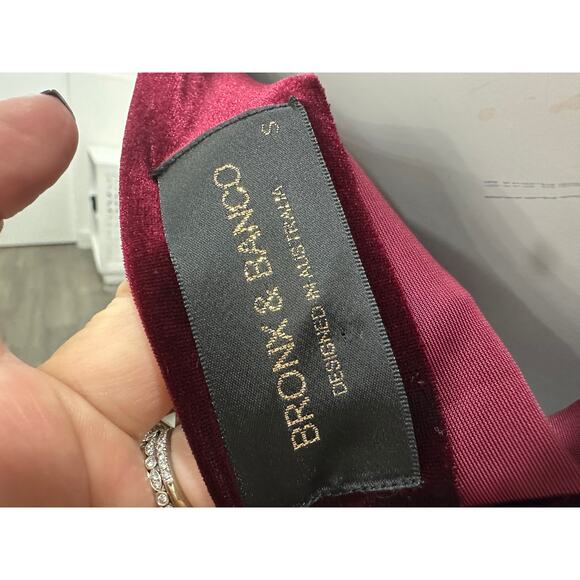 BRONX & BANCO
DESIGNED IN AUSTRALIA
S